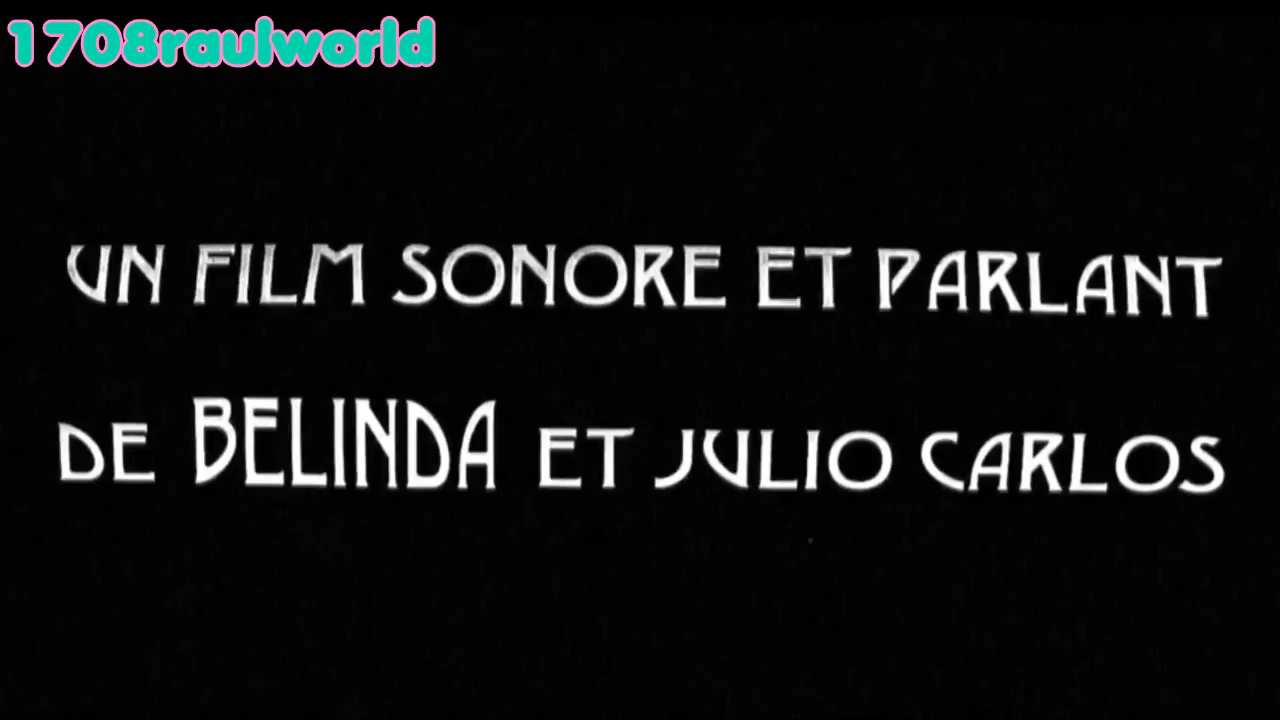 1708raulworld
UN FILM SONORE ET PARLANT
DE BELINDA ET JULIO CARLOS